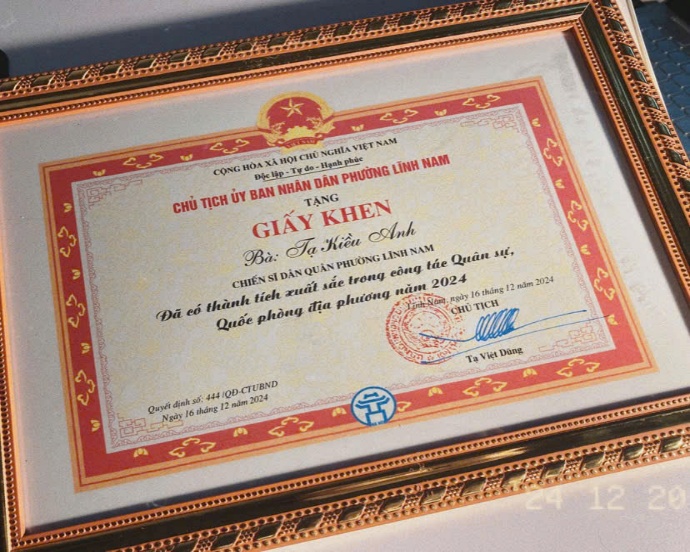 CỘNG HÒA XÃ HỘI CHỦ NGHĨA VIỆT NAM
Độc lập - Tự do - Hạnh phúc
CHỦ TỊCH ỦY BAN NHÂN DÂN PHƯỜNG LĨNH NAM
TẶNG
GIẤY KHEN
Bà: Tạ Kiều Anh
CHIẾN SĨ DÂN QUÂN PHƯỜNG LĨNH NAM
Đã có thành tích xuất sắc trong công tác Quân sự,
Quốc phòng địa phương năm 2024
Lĩnh Nam, ngày 16 tháng 12 năm 2024
CHỦ TỊCH
Tạ Việt Dũng
Quyết định số: 444 /QĐ-CTUBND
Ngày 16 tháng 12 năm 2024
24 12 20